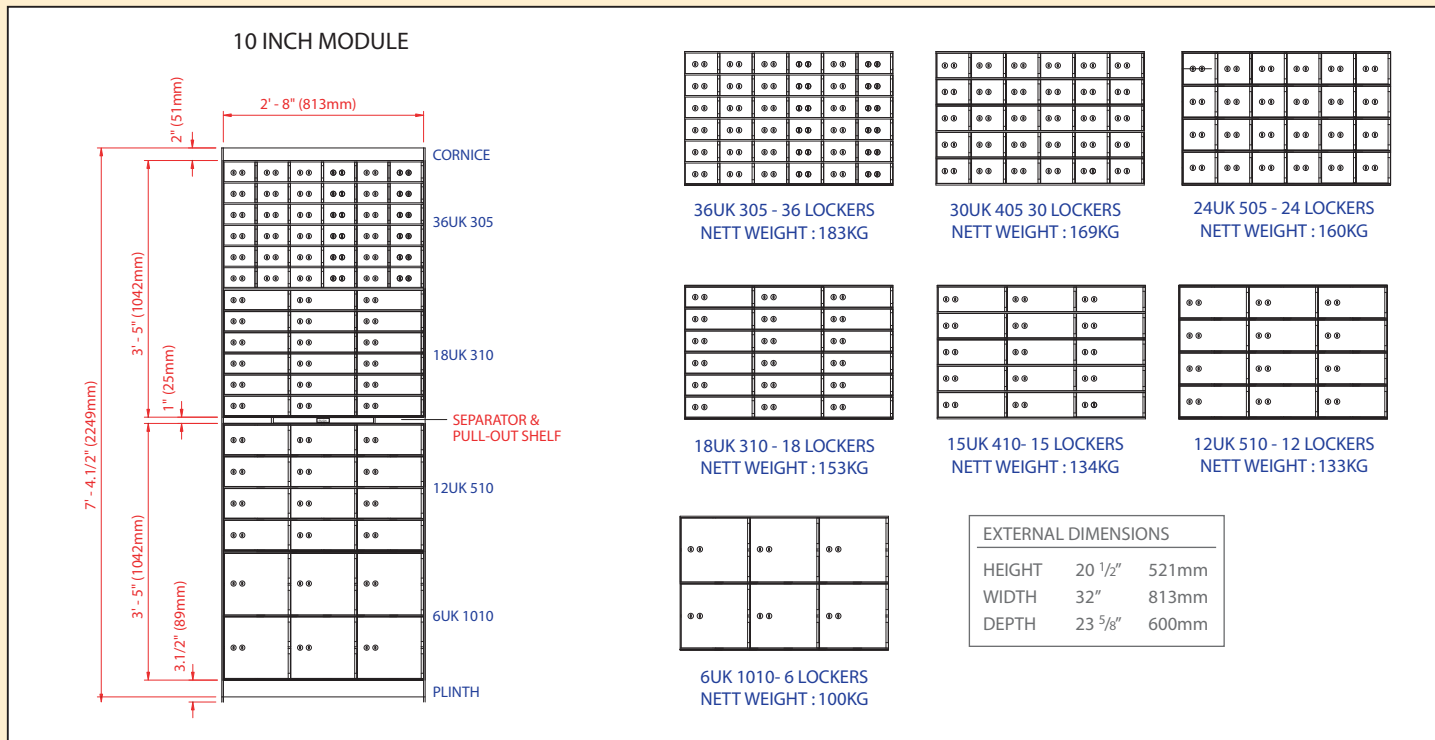 10 INCH MODULE
2' - 8" (813mm)
2" (51mm)
CORNICE
36UK 305
3' - 5" (1042mm)
18UK 310
1" (25mm)
SEPARATOR &
PULL-OUT SHELF
7' - 4.1/2" (2249mm)
12UK 510
3' - 5" (1042mm)
6UK 1010
3.1/2" (89mm)
PLINTH
36UK 305 - 36 LOCKERS
NETT WEIGHT : 183KG
30UK 405 30 LOCKERS
NETT WEIGHT : 169KG
24UK 505 - 24 LOCKERS
NETT WEIGHT : 160KG
18UK 310 - 18 LOCKERS
NETT WEIGHT : 153KG
15UK 410- 15 LOCKERS
NETT WEIGHT : 134KG
12UK 510 - 12 LOCKERS
NETT WEIGHT : 133KG
6UK 1010- 6 LOCKERS
NETT WEIGHT : 100KG
EXTERNAL DIMENSIONS
HEIGHT 20 1/2" 521mm
WIDTH 32" 813mm
DEPTH 23 5/8" 600mm